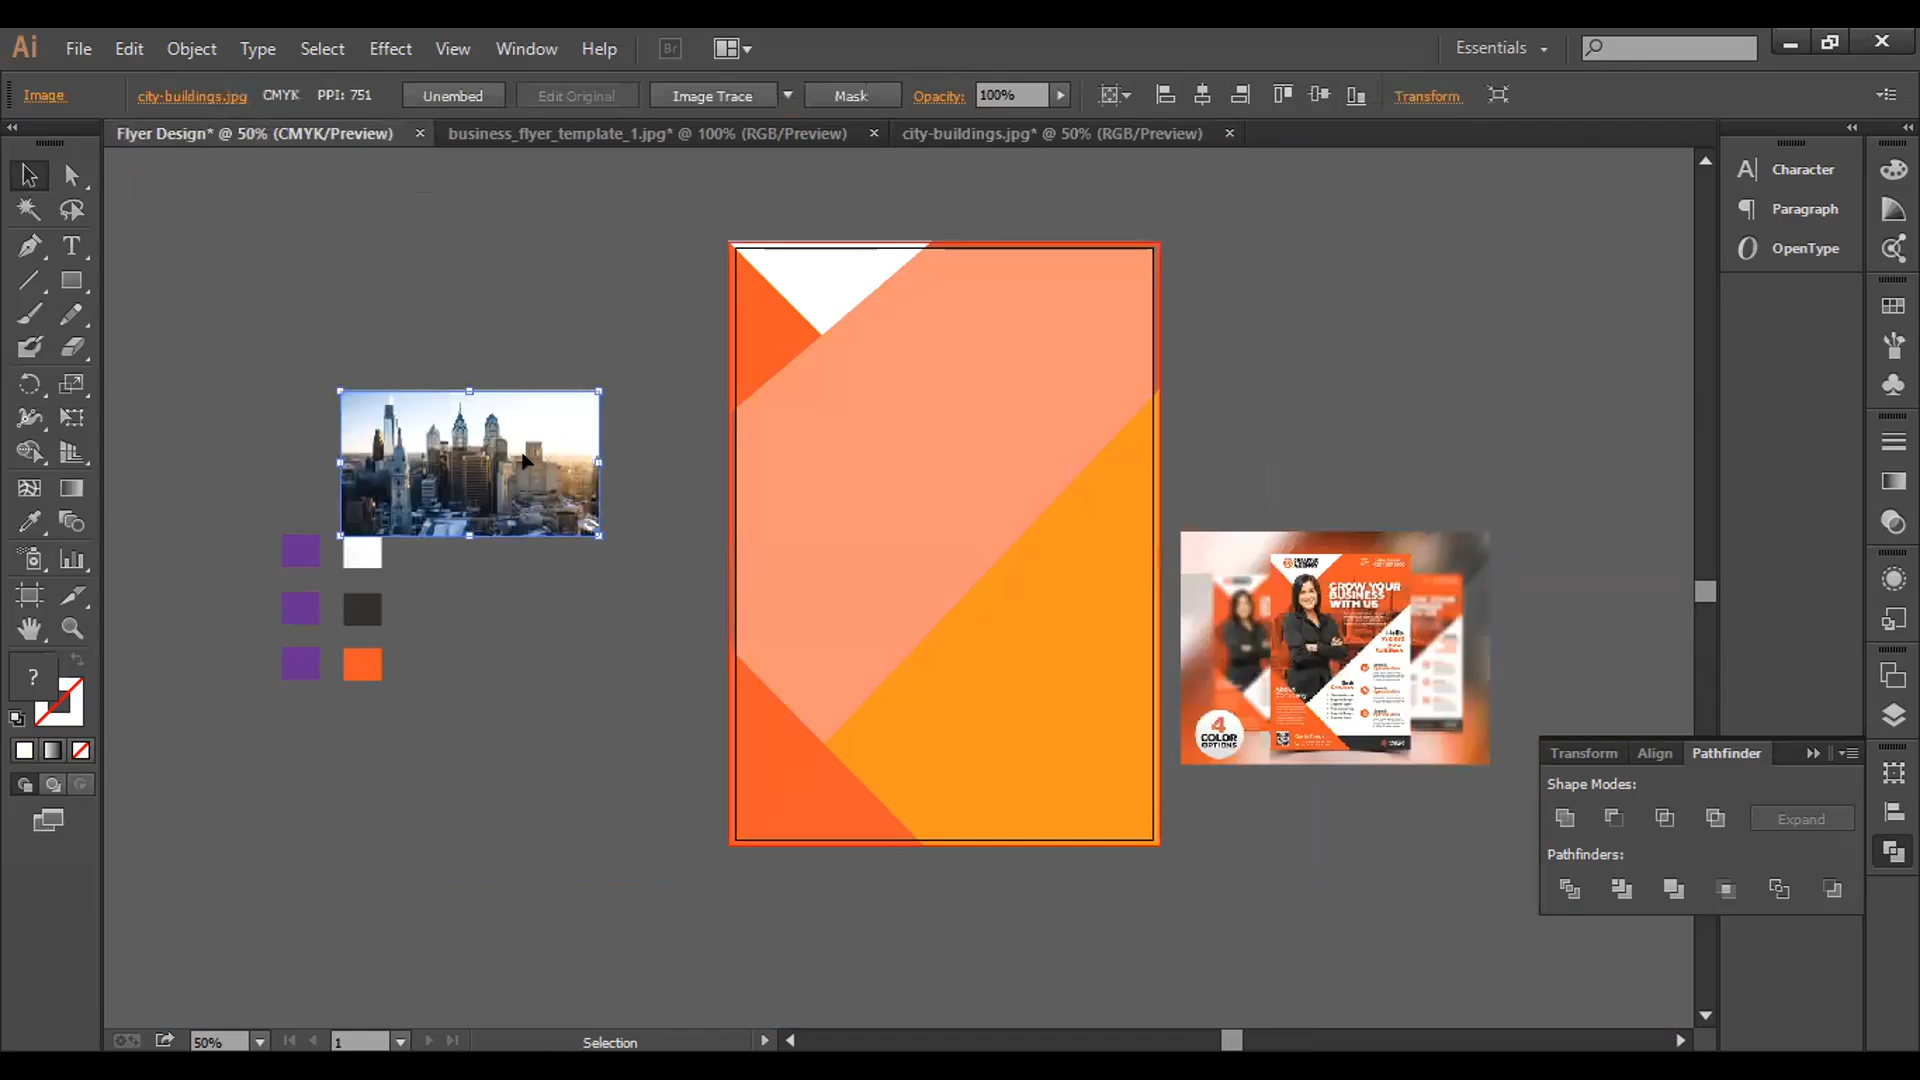 Ai File Edit Object Type Select Effect View Window Help Br Essentials
Image city-buildings.jpg CMYK PPI: 751 Unembed Edit Original Image Trace Mask Opacity: 100% Transform
Flyer Design* @ 50% (CMYK/Preview) × business_flyer_template_1.jpg* @ 100% (RGB/Preview) × city-buildings.jpg* @ 50% (RGB/Preview) ×
A| Character
Paragraph
O OpenType
T
GROW YOUR
BUSINESS
WITH US
?
4
COLOR
OPTIONS
Transform Align Pathfinder
Shape Modes:
Expand
Pathfinders:
50% 1 Selection